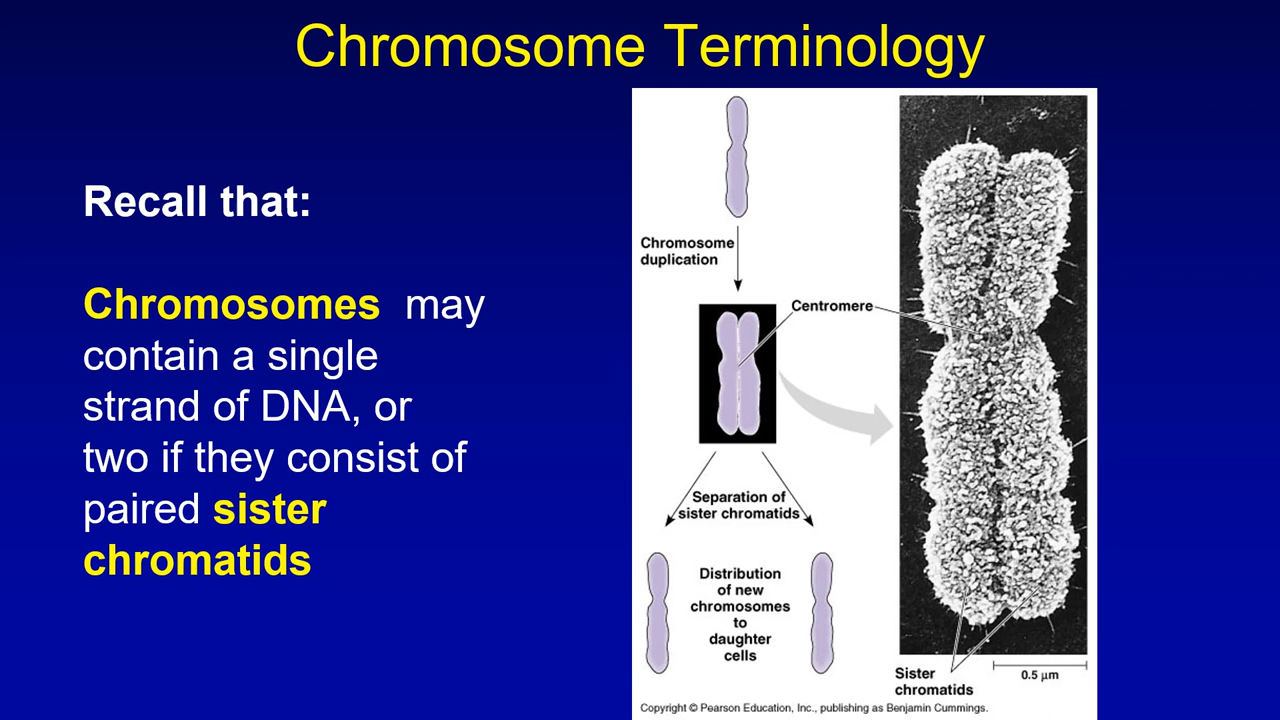 Chromosome Terminology
Recall that:
Chromosomes may
contain a single
strand of DNA, or
two if they consist of
paired sister
chromatids
Chromosome
duplication
Centromere
Separation of
sister chromatids
Distribution
of new
chromosomes
to
daughter
cells
Sister
chromatids
0.5 μm
Copyright © Pearson Education, Inc., publishing as Benjamin Cummings.